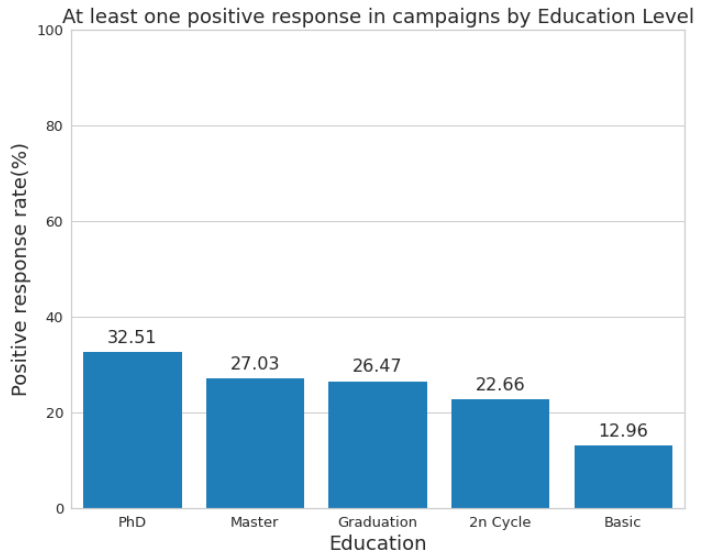 At least one positive response in campaigns by Education Level
100
80
60
40
20
0
Positive response rate(%)
32.51
27.03
26.47
22.66
12.96
PhD
Master
Graduation
2n Cycle
Basic
Education